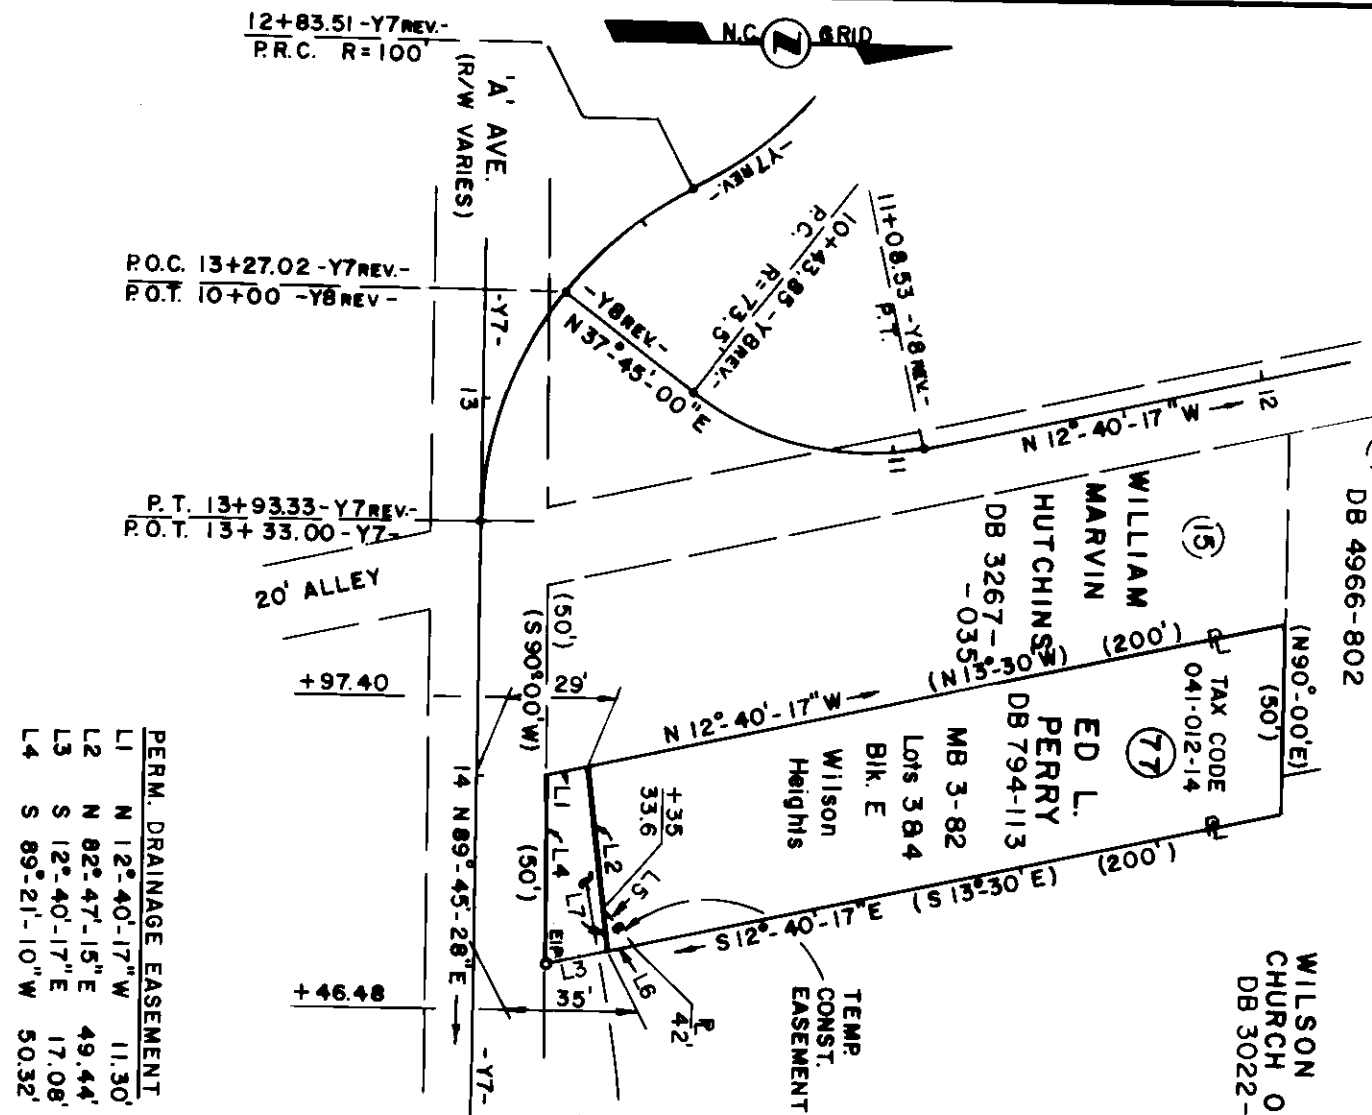 12+83.51 -Y7REV.-
P.R.C. R=100'
N.C. Z GRID
'A' AVE.
(R/W VARIES)
-Y7REV.-
P.O.C. 13+27.02 -Y7REV.-
P.O.T. 10+00 -Y8REV-
-Y7-
13
-Y8REV.-
N 37°-45'-00"E
10+43.85 -Y8REV.-
P.C. R=73.5'
11+08.53 -Y8REV.-
P.T.
11
N 12°-40'-17"W
12
P.T. 13+93.33-Y7REV.-
P.O.T. 13+33.00 -Y7-
20' ALLEY
(50')
(S90°00'W)
WILLIAM
MARVIN
HUTCHINS
DB 3267-
-035
15
DB 4966-802
+97.40
29'
N 12°-40'-17"W
(N 13°-30'W)
(200')
PL
(N90°-00'E)
(50')
TAX CODE
041-012-14
77
ED L.
PERRY
DB 794-113
MB 3-82
Lots 3&4
Blk. E
Wilson
Heights
14
N 89°-45'-28"E
-Y7-
L1
L2
L4
(50')
+35
33.6
L5
L7
EIP
L3
L6
PL
42'
S 12°-40'-17"E
(S 13°-30'E)
(200')
PL
+46.48
35'
TEMP.
CONST.
EASEMENT
WILSON
CHURCH O
DB 3022-
PERM. DRAINAGE EASEMENT
L1 N 12°-40'-17"W 11.30'
L2 N 82°-47'-15"E 49.44'
L3 S 12°-40'-17"E 17.08'
L4 S 89°-21'-10"W 50.32'